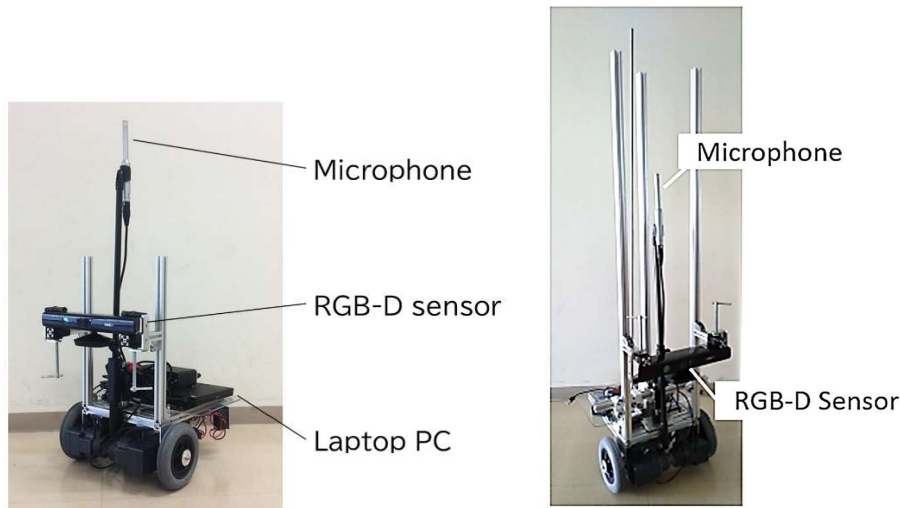 Microphone
RGB-D sensor
Laptop PC
Microphone
RGB-D Sensor